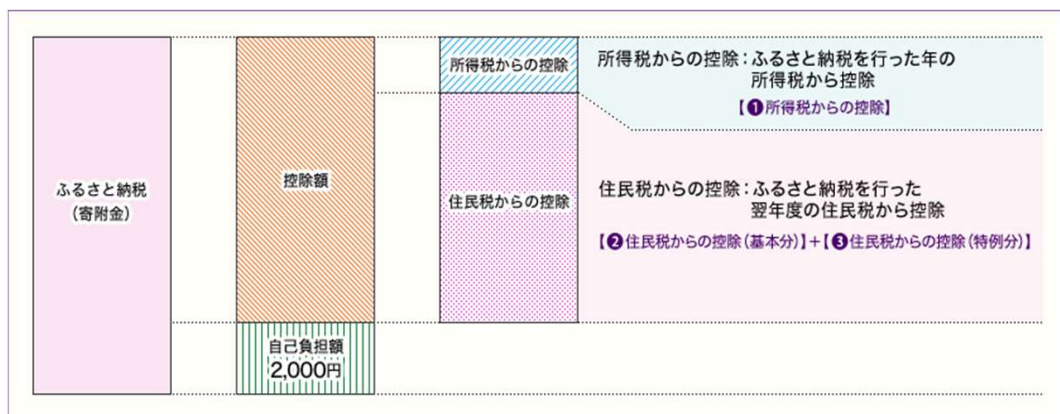 ふるさと納税
（寄附金）
控除額
自己負担額
2,000円
所得税からの控除
住民税からの控除
所得税からの控除：ふるさと納税を行った年の
所得税から控除
【❶所得税からの控除】
住民税からの控除：ふるさと納税を行った
翌年度の住民税から控除
【❷住民税からの控除（基本分）】＋【❸住民税からの控除（特例分）】